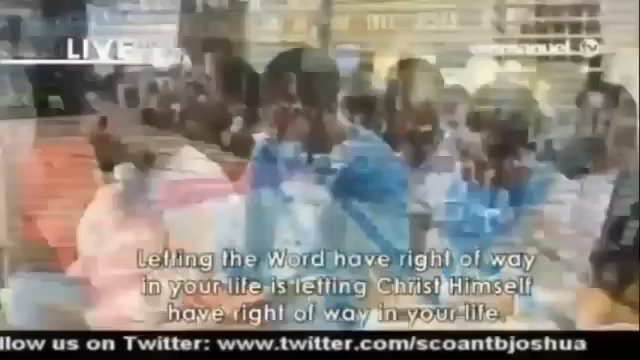 LIVE
emmanuel TV
Letting the Word have right of way
in your life is letting Christ Himself
have right of way in your life.
llow us on Twitter: www.twitter.com/scoantbjoshua